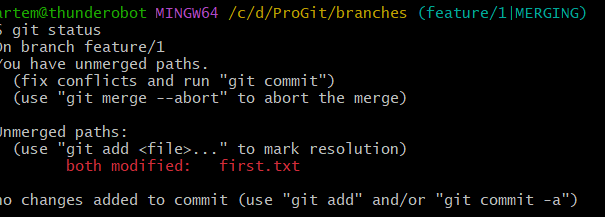 artem@thunderobot MINGW64 /c/d/ProGit/branches (feature/1|MERGING)
$ git status
On branch feature/1
You have unmerged paths.
  (fix conflicts and run "git commit")
  (use "git merge --abort" to abort the merge)

Unmerged paths:
  (use "git add <file>..." to mark resolution)
        both modified:   first.txt

no changes added to commit (use "git add" and/or "git commit -a")